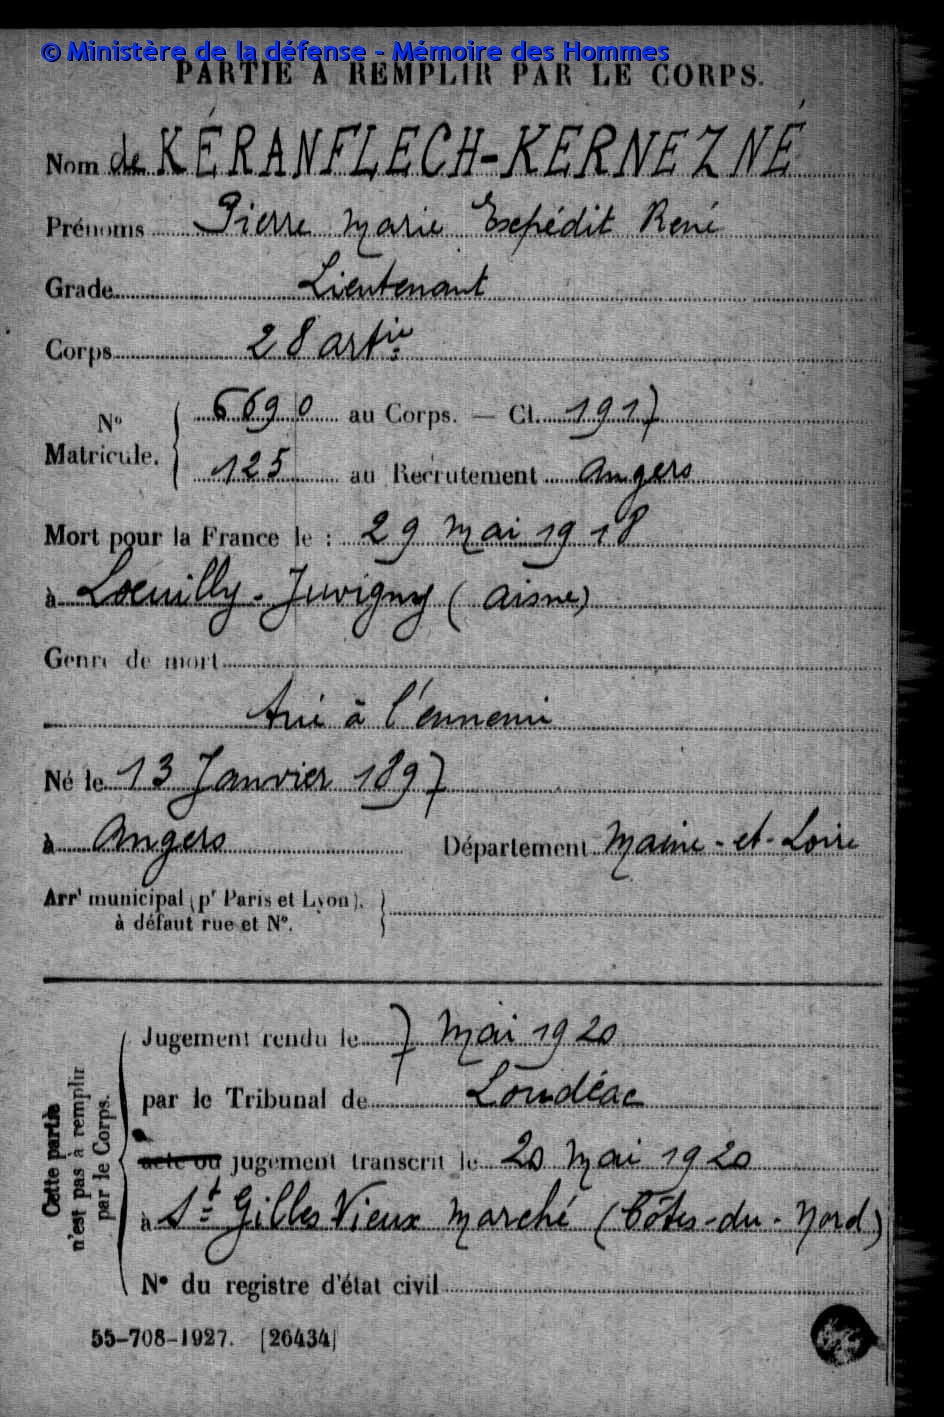 © Ministère de la défense - Mémoire des Hommes
PARTIE A REMPLIR PAR LE CORPS.
Nom de KÉRANFLECH-KERNEZNÉ
Prénoms Pierre Marie Expédit René
Grade Lieutenant
Corps 28 artie
No Matricule. 6690 au Corps. — Cl. 1917
125 au Recrutement Angers
Mort pour la France le : 29 Mai 1918
à Loeuilly-Juvigny (Aisne)
Genre de mort
Tué à l'ennemi
Né le 13 Janvier 1897
à Angers Département Maine-et-Loire
Arrt municipal (pr Paris et Lyon),
à défaut rue et N°.
Cette partie
n'est pas à remplir
par le Corps.
Jugement rendu le 7 Mai 1920
par le Tribunal de Loudéac
acte ou jugement transcrit le 20 Mai 1920
à St Gilles Vieux Marché (Côtes-du-Nord)
N° du registre d'état civil
55-708-1927. [26434]